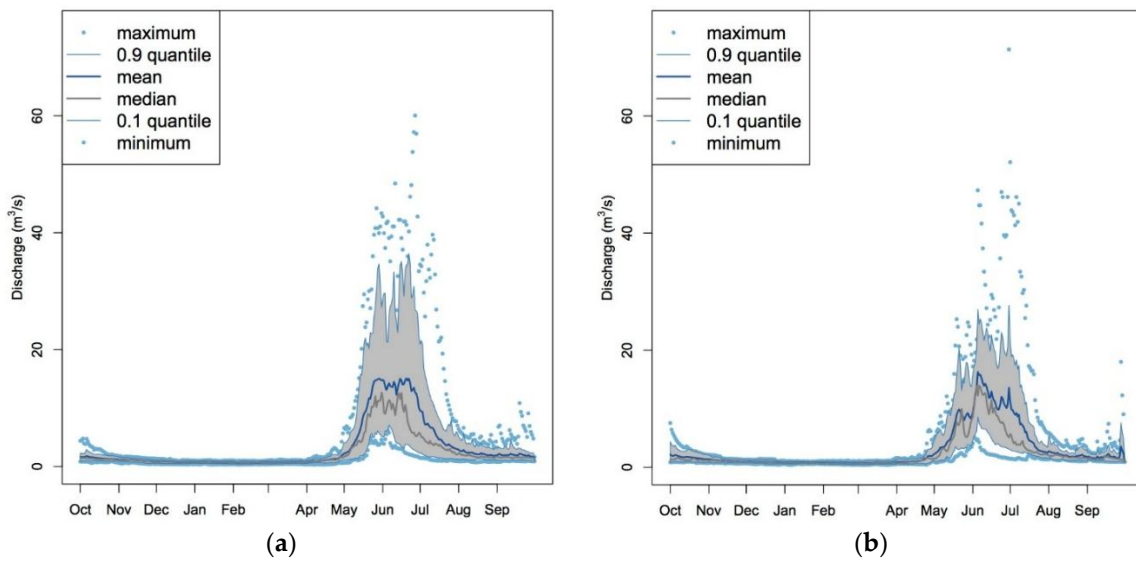 maximum
0.9 quantile
mean
median
0.1 quantile
minimum
Discharge (m³/s)
60
40
20
0
Oct Nov Dec Jan Feb Apr May Jun Jul Aug Sep
(a)
maximum
0.9 quantile
mean
median
0.1 quantile
minimum
Discharge (m³/s)
60
40
20
0
Oct Nov Dec Jan Feb Apr May Jun Jul Aug Sep
(b)